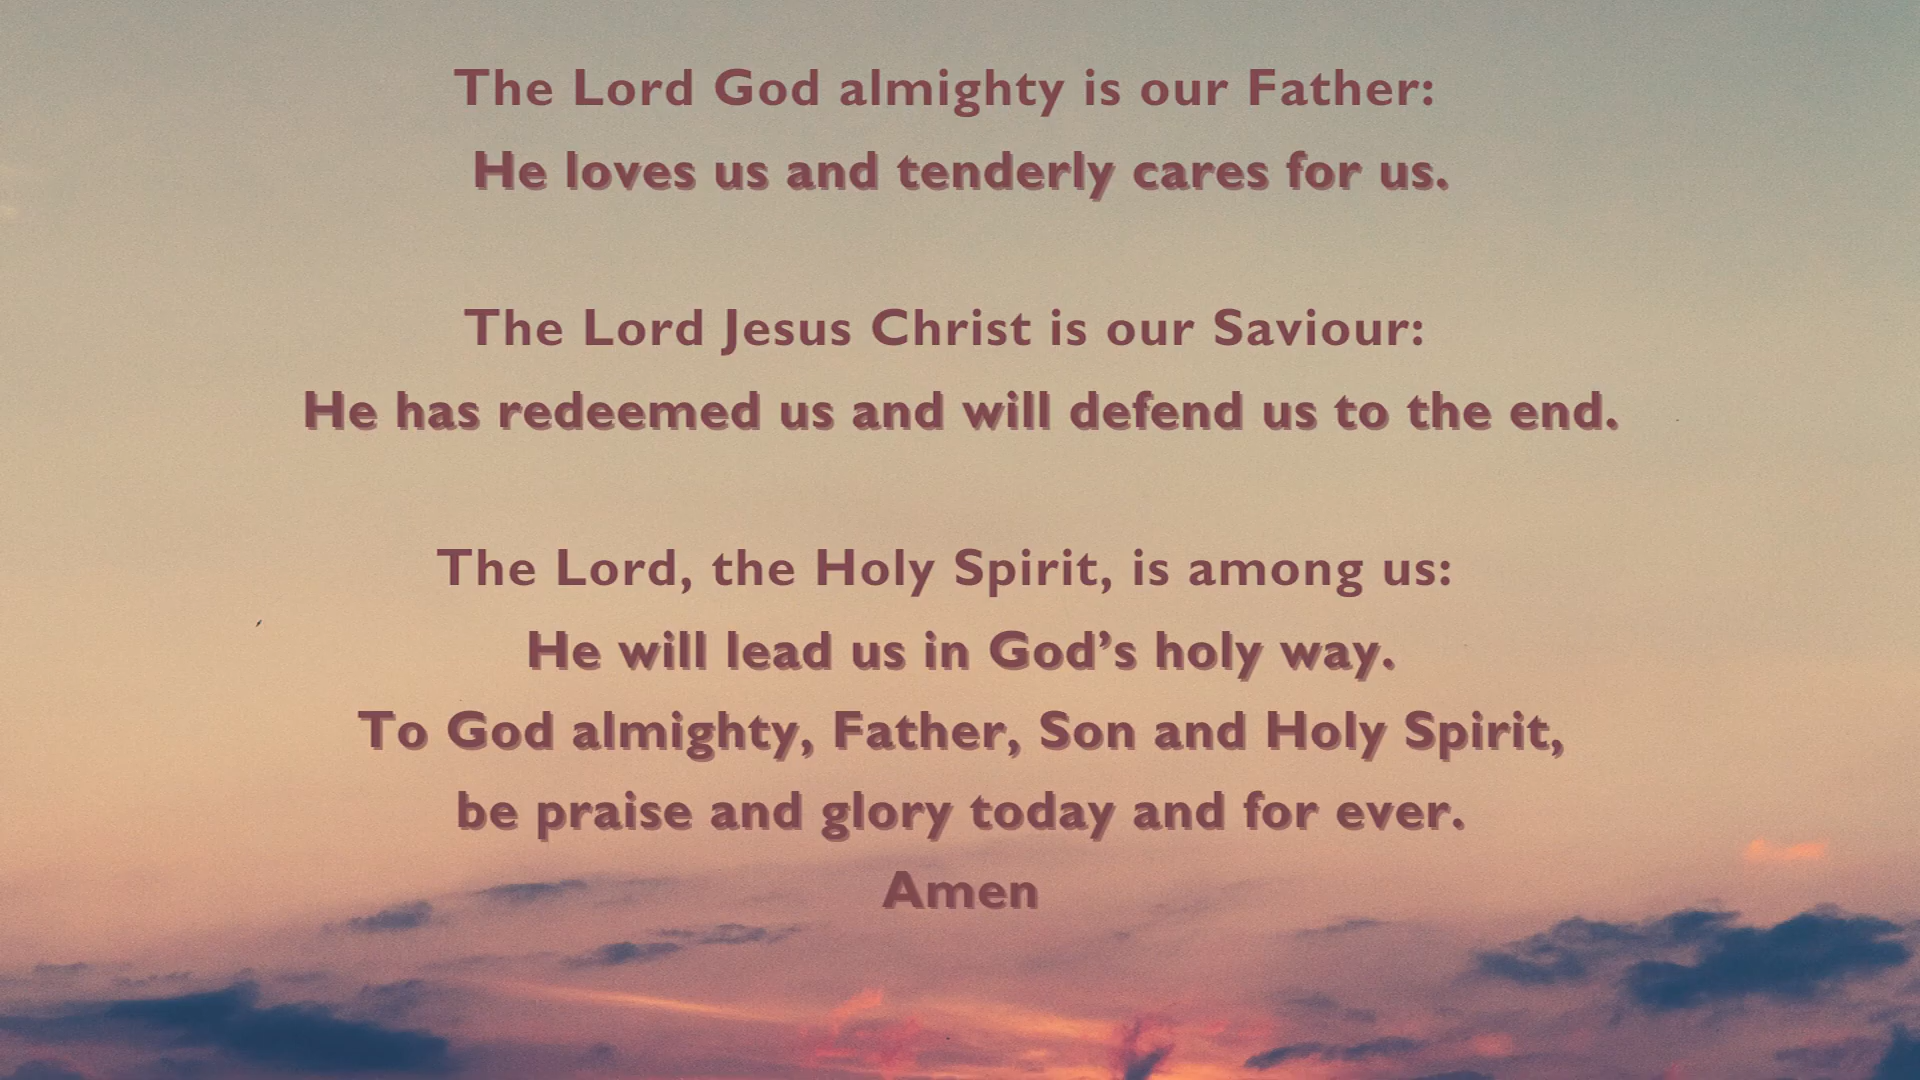 The Lord God almighty is our Father:
He loves us and tenderly cares for us.
The Lord Jesus Christ is our Saviour:
He has redeemed us and will defend us to the end.
The Lord, the Holy Spirit, is among us:
He will lead us in God’s holy way.
To God almighty, Father, Son and Holy Spirit,
be praise and glory today and for ever.
Amen